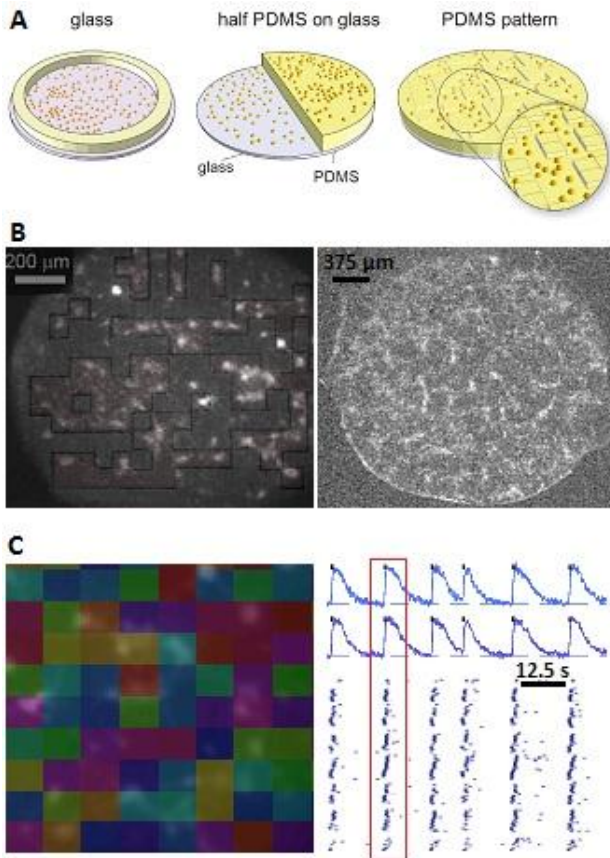 A
glass
half PDMS on glass
PDMS pattern
glass
PDMS
B
200 μm
375 μm
C
12.5 s